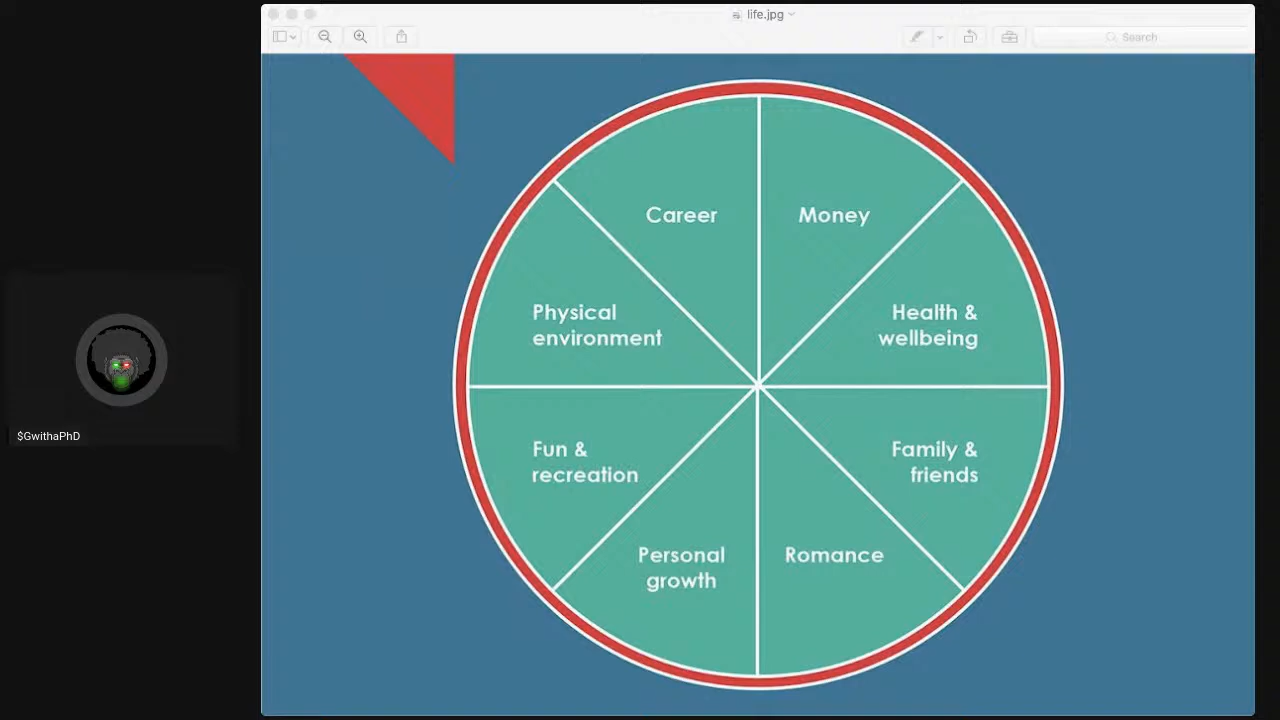 life.jpg
Search
Career
Money
Physical
environment
Health &
wellbeing
Fun &
recreation
Family &
friends
Personal
growth
Romance
$GwithaPhD